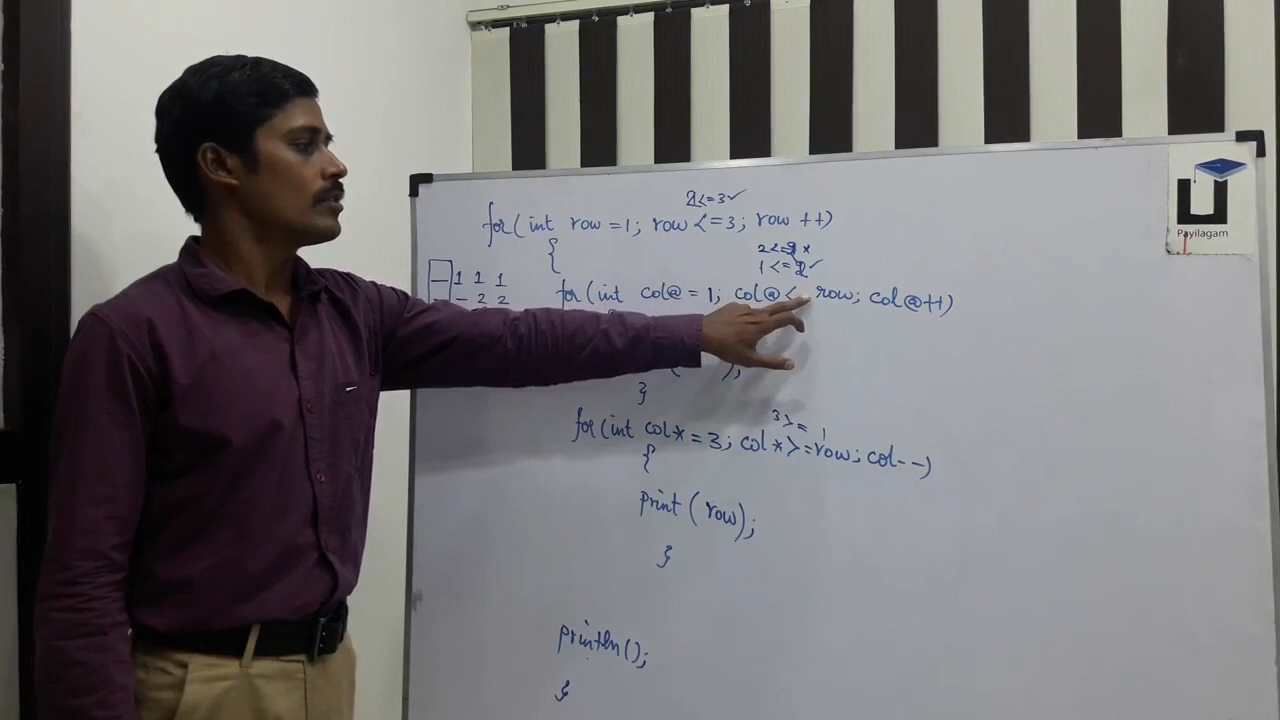 2<=3✓
for(int row=1; row<=3; row++)
{
2<=2 x
1<=2✓
— 1 1 1
— – 2 2
for(int col@=1; col@< row; col@++)
( );
}
3>= 1
for(int col*=3; col*>=row; col--)
{
print(row);
}
println();
}
Payilagam